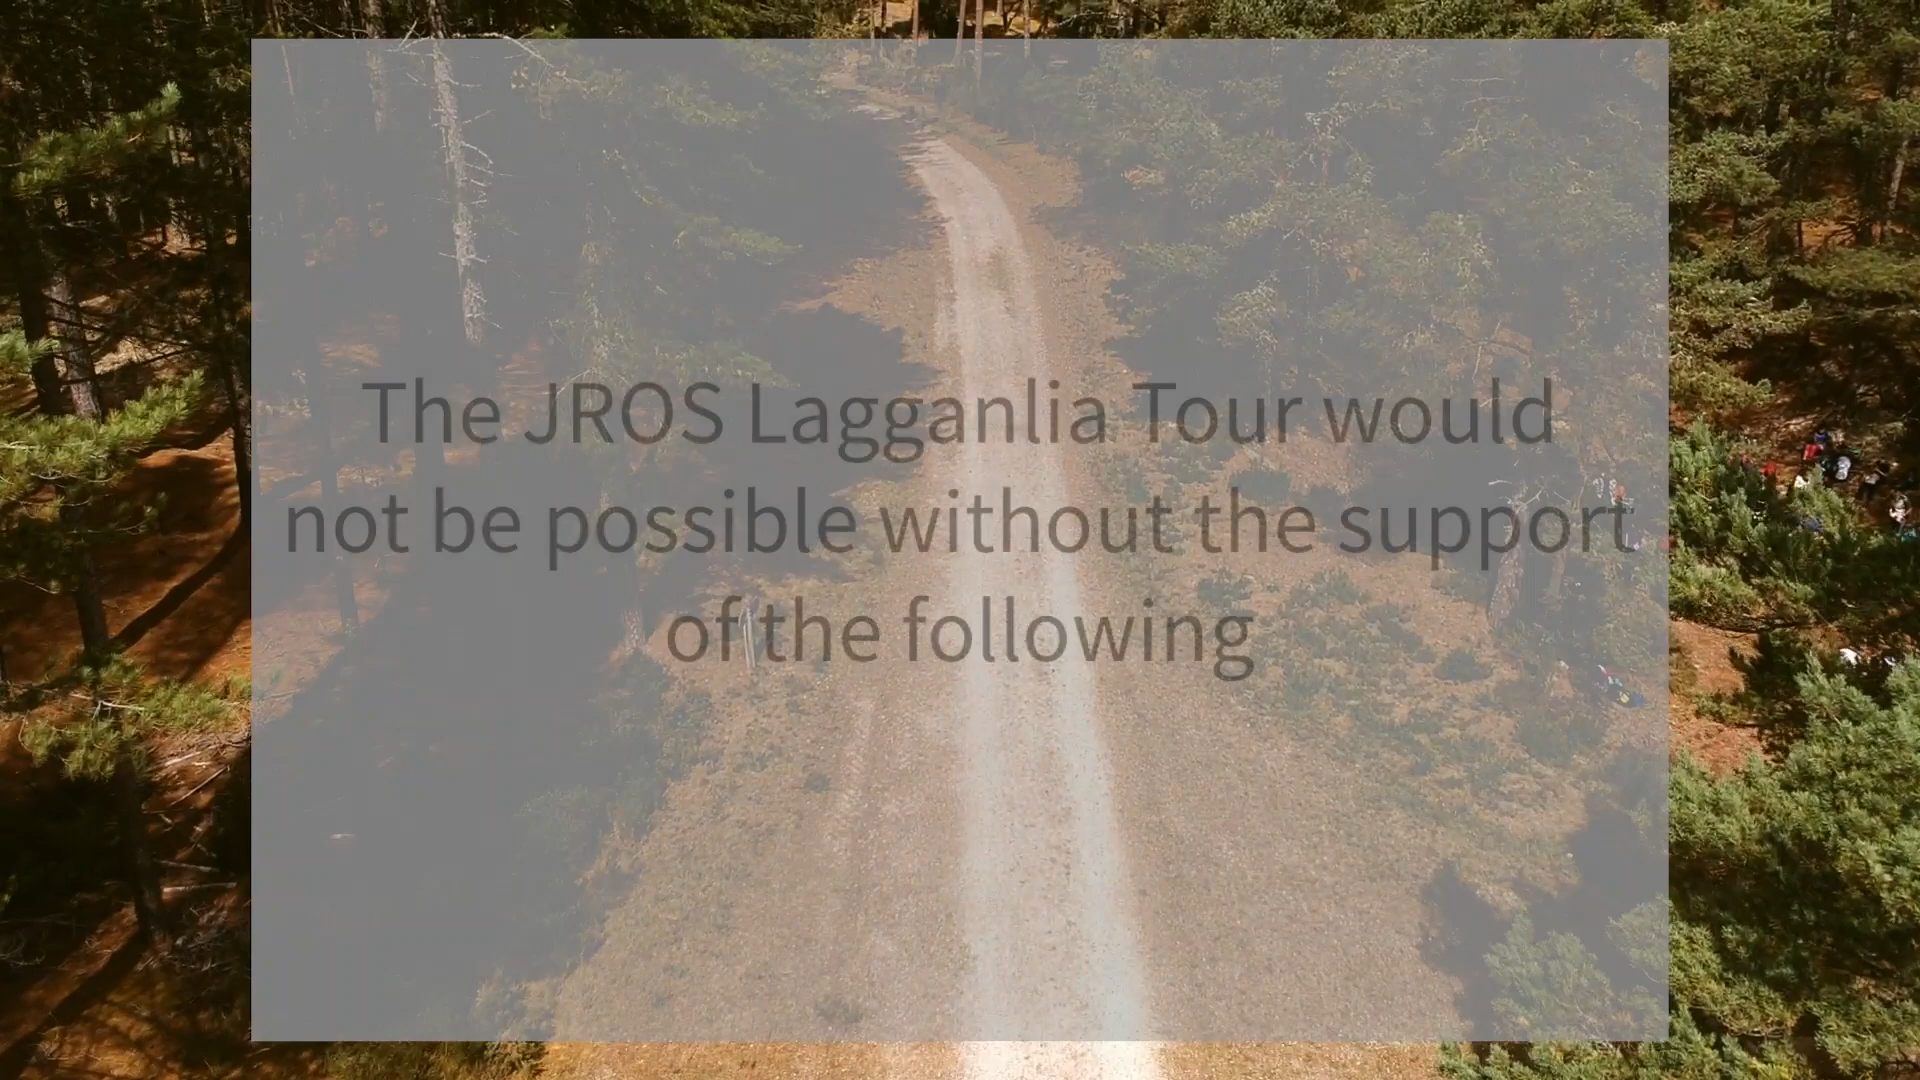 The JROS Lagganlia Tour would
not be possible without the support
of the following